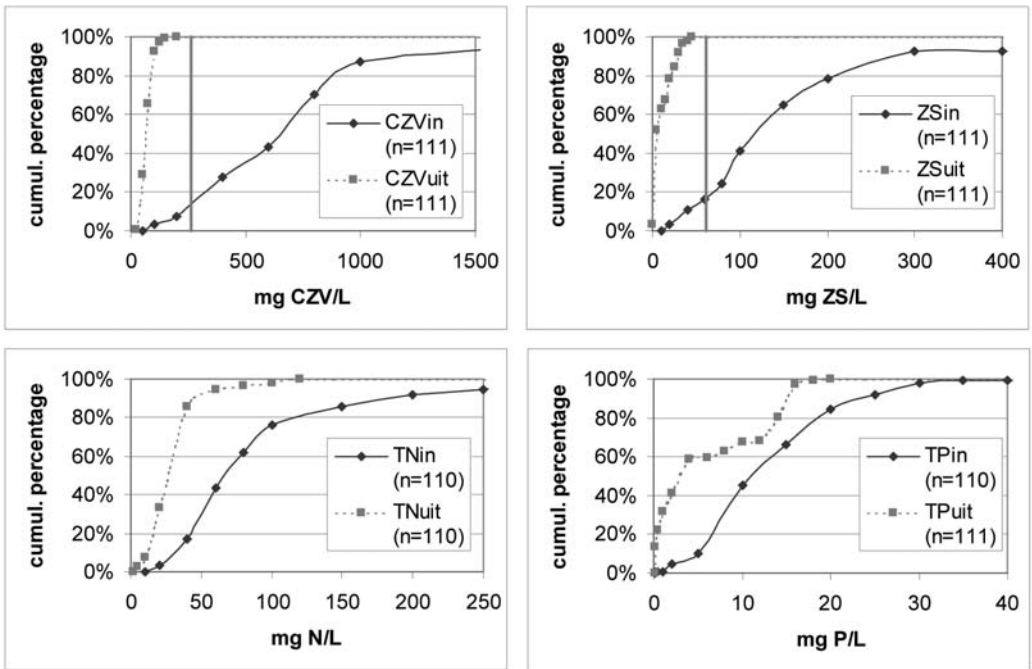 cumul. percentage
100%
80%
60%
40%
20%
0%
CZVin
(n=111)
CZVuit
(n=111)
0 500 1000 1500
mg CZV/L
cumul. percentage
100%
80%
60%
40%
20%
0%
ZSin
(n=111)
ZSuit
(n=111)
0 100 200 300 400
mg ZS/L
cumul. percentage
100%
80%
60%
40%
20%
0%
TNin
(n=110)
TNuit
(n=110)
0 50 100 150 200 250
mg N/L
cumul. percentage
100%
80%
60%
40%
20%
0%
TPin
(n=110)
TPuit
(n=111)
0 10 20 30 40
mg P/L